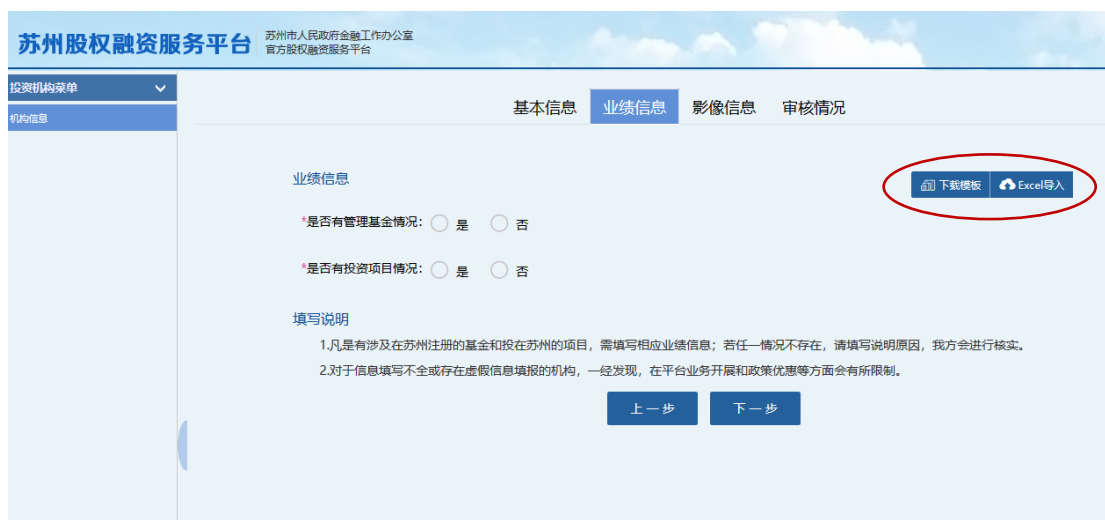 苏州股权融资服务平台
苏州市人民政府金融工作办公室
官方股权融资服务平台
投资机构菜单
机构信息
基本信息 业绩信息 影像信息 审核情况
业绩信息
下载模板 Excel导入
*是否有管理基金情况: 是 否
*是否有投资项目情况: 是 否
填写说明
1.凡是有涉及在苏州注册的基金和投在苏州的项目，需填写相应业绩信息；若任一情况不存在，请填写说明原因，我方会进行核实。
2.对于信息填写不全或存在虚假信息填报的机构，一经发现，在平台业务开展和政策优惠等方面会有所限制。
上一步 下一步